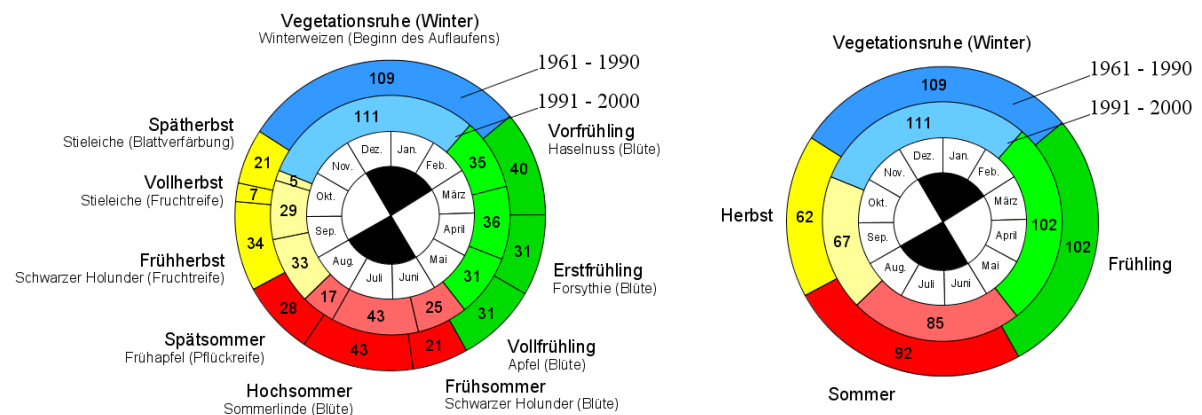 Vegetationsruhe (Winter)
Winterweizen (Beginn des Auflaufens)
1961 - 1990
1991 - 2000
109
111
Vorfrühling
Haselnuss (Blüte)
40
35
Erstfrühling
Forsythie (Blüte)
31
36
Vollfrühling
Apfel (Blüte)
31
31
Frühsommer
Schwarzer Holunder (Blüte)
21
25
Hochsommer
Sommerlinde (Blüte)
43
43
Spätsommer
Frühapfel (Pflückreife)
28
17
Frühherbst
Schwarzer Holunder (Fruchtreife)
34
33
Vollherbst
Stieleiche (Fruchtreife)
7
29
Spätherbst
Stieleiche (Blattverfärbung)
21
5
Jan.
Feb.
März
April
Mai
Juni
Juli
Aug.
Sep.
Okt.
Nov.
Dez.
Vegetationsruhe (Winter)
1961 - 1990
1991 - 2000
109
111
Frühling
102
102
Sommer
92
85
Herbst
62
67
Jan.
Feb.
März
April
Mai
Juni
Juli
Aug.
Sep.
Okt.
Nov.
Dez.